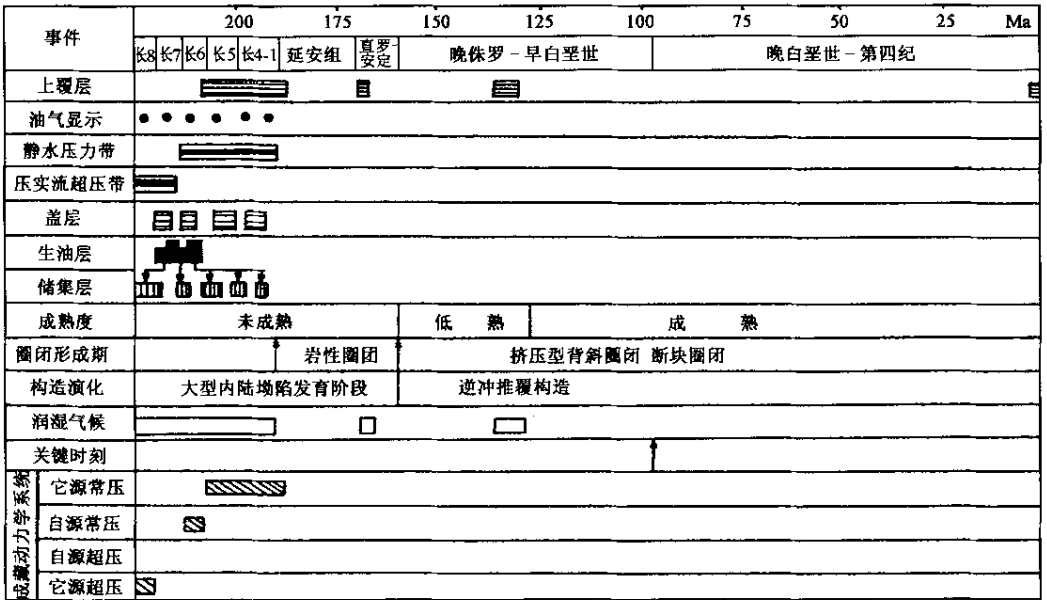 事件 200 175 150 125 100 75 50 25 Ma
长8 长7 长6 长5 长4-1 延安组 直罗-安定 晚侏罗－早白垩世 晚白垩世－第四纪
上覆层
油气显示
静水压力带
压实流超压带
盖层
生油层
储集层
成熟度 未成熟 低熟 成熟
圈闭形成期 岩性圈团 挤压型背斜圈闭 断块圈闭
构造演化 大型内陆坳陷发育阶段 逆冲推覆构造
润湿气候
关键时刻
成藏动力学系统
它源常压
自源常压
自源超压
它源超压